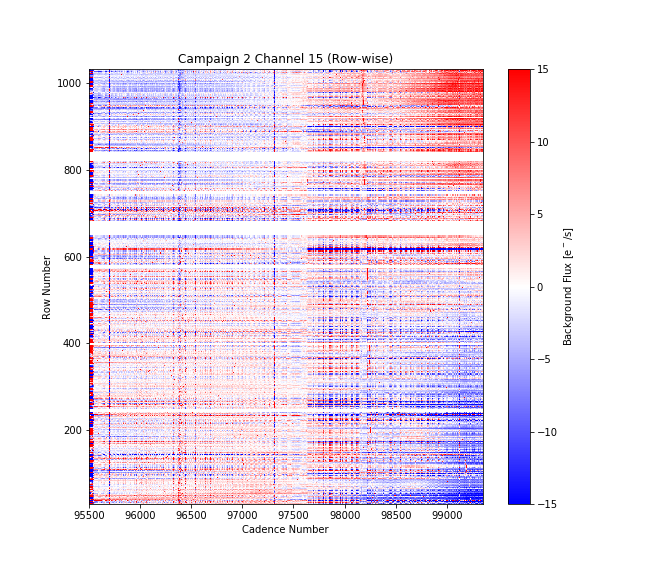 Campaign 2 Channel 15 (Row-wise)
1000
800
600
400
200
Row Number
95500 96000 96500 97000 97500 98000 98500 99000
Cadence Number
15
10
5
0
−5
−10
−15
Background Flux [e⁻ /s]